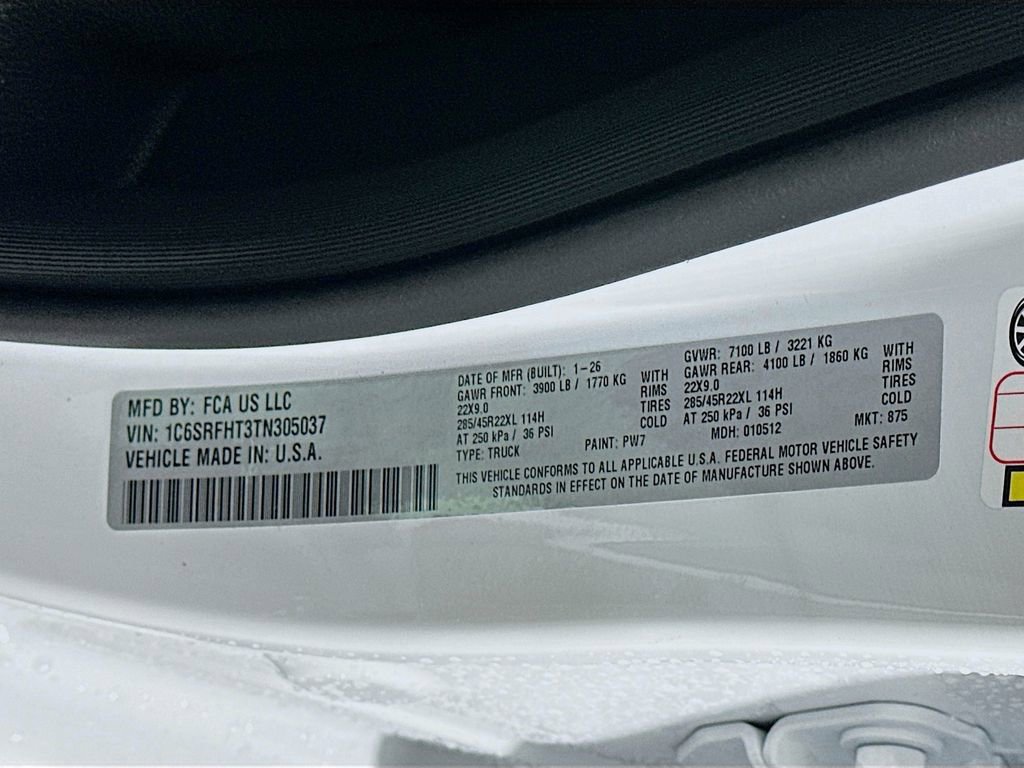 MFD BY: FCA US LLC
VIN: 1C6SRFHT3TN305037
VEHICLE MADE IN: U.S.A.
DATE OF MFR (BUILT): 1-26
GAWR FRONT: 3900 LB / 1770 KG WITH
22X9.0 RIMS
285/45R22XL 114H TIRES
AT 250 kPa / 36 PSI COLD
TYPE: TRUCK PAINT: PW7
GVWR: 7100 LB / 3221 KG
GAWR REAR: 4100 LB / 1860 KG WITH
22X9.0 RIMS
285/45R22XL 114H TIRES
AT 250 kPa / 36 PSI COLD
MDH: 010512 MKT: 875
THIS VEHICLE CONFORMS TO ALL APPLICABLE U.S.A. FEDERAL MOTOR VEHICLE SAFETY
STANDARDS IN EFFECT ON THE DATE OF MANUFACTURE SHOWN ABOVE.